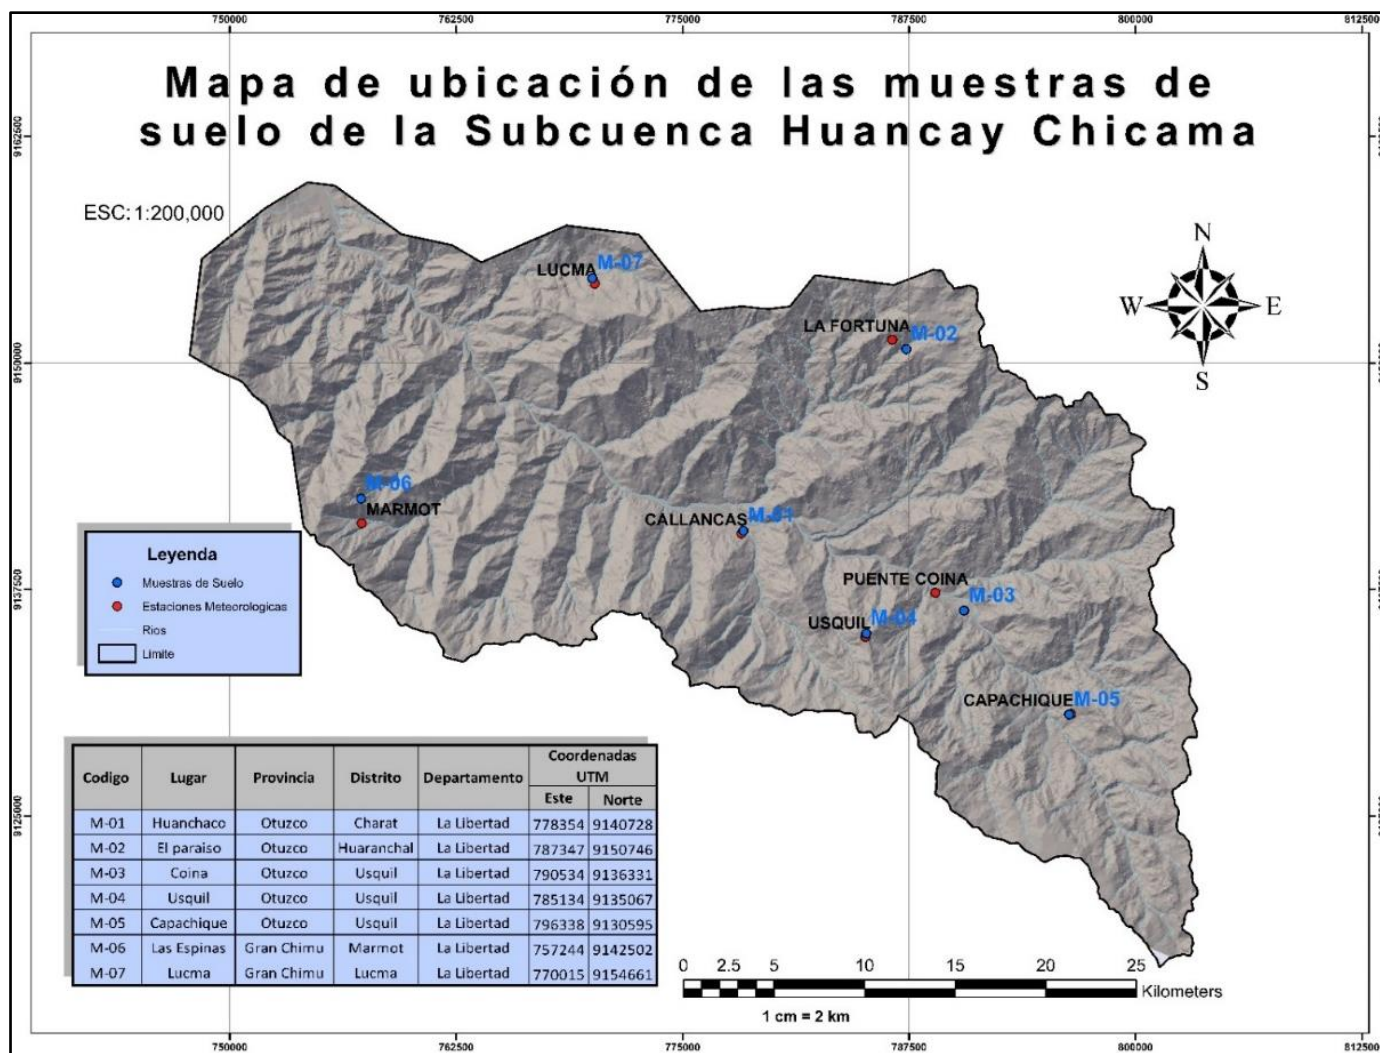 750000 762500 775000 787500 800000 812500
Mapa de ubicación de las muestras de
suelo de la Subcuenca Huancay Chicama
9162500
ESC: 1:200,000
N
W E
S
LUCMA M-07
LA FORTUNA M-02
9150000
M-06
MARMOT
CALLANCAS M-01
PUENTE COINA M-03
USQUIL M-04
CAPACHIQUE M-05
9137500
Leyenda
Muestras de Suelo
Estaciones Meteorologicas
Rios
Limite
9125000
Codigo Lugar Provincia Distrito Departamento Coordenadas UTM
Este Norte
M-01 Huanchaco Otuzco Charat La Libertad 778354 9140728
M-02 El paraiso Otuzco Huaranchal La Libertad 787347 9150746
M-03 Coina Otuzco Usquil La Libertad 790534 9136331
M-04 Usquil Otuzco Usquil La Libertad 785134 9135067
M-05 Capachique Otuzco Usquil La Libertad 796338 9130595
M-06 Las Espinas Gran Chimu Marmot La Libertad 757244 9142502
M-07 Lucma Gran Chimu Lucma La Libertad 770015 9154661
0 2.5 5 10 15 20 25
Kilometers
1 cm = 2 km
750000 762500 775000 787500 800000 812500